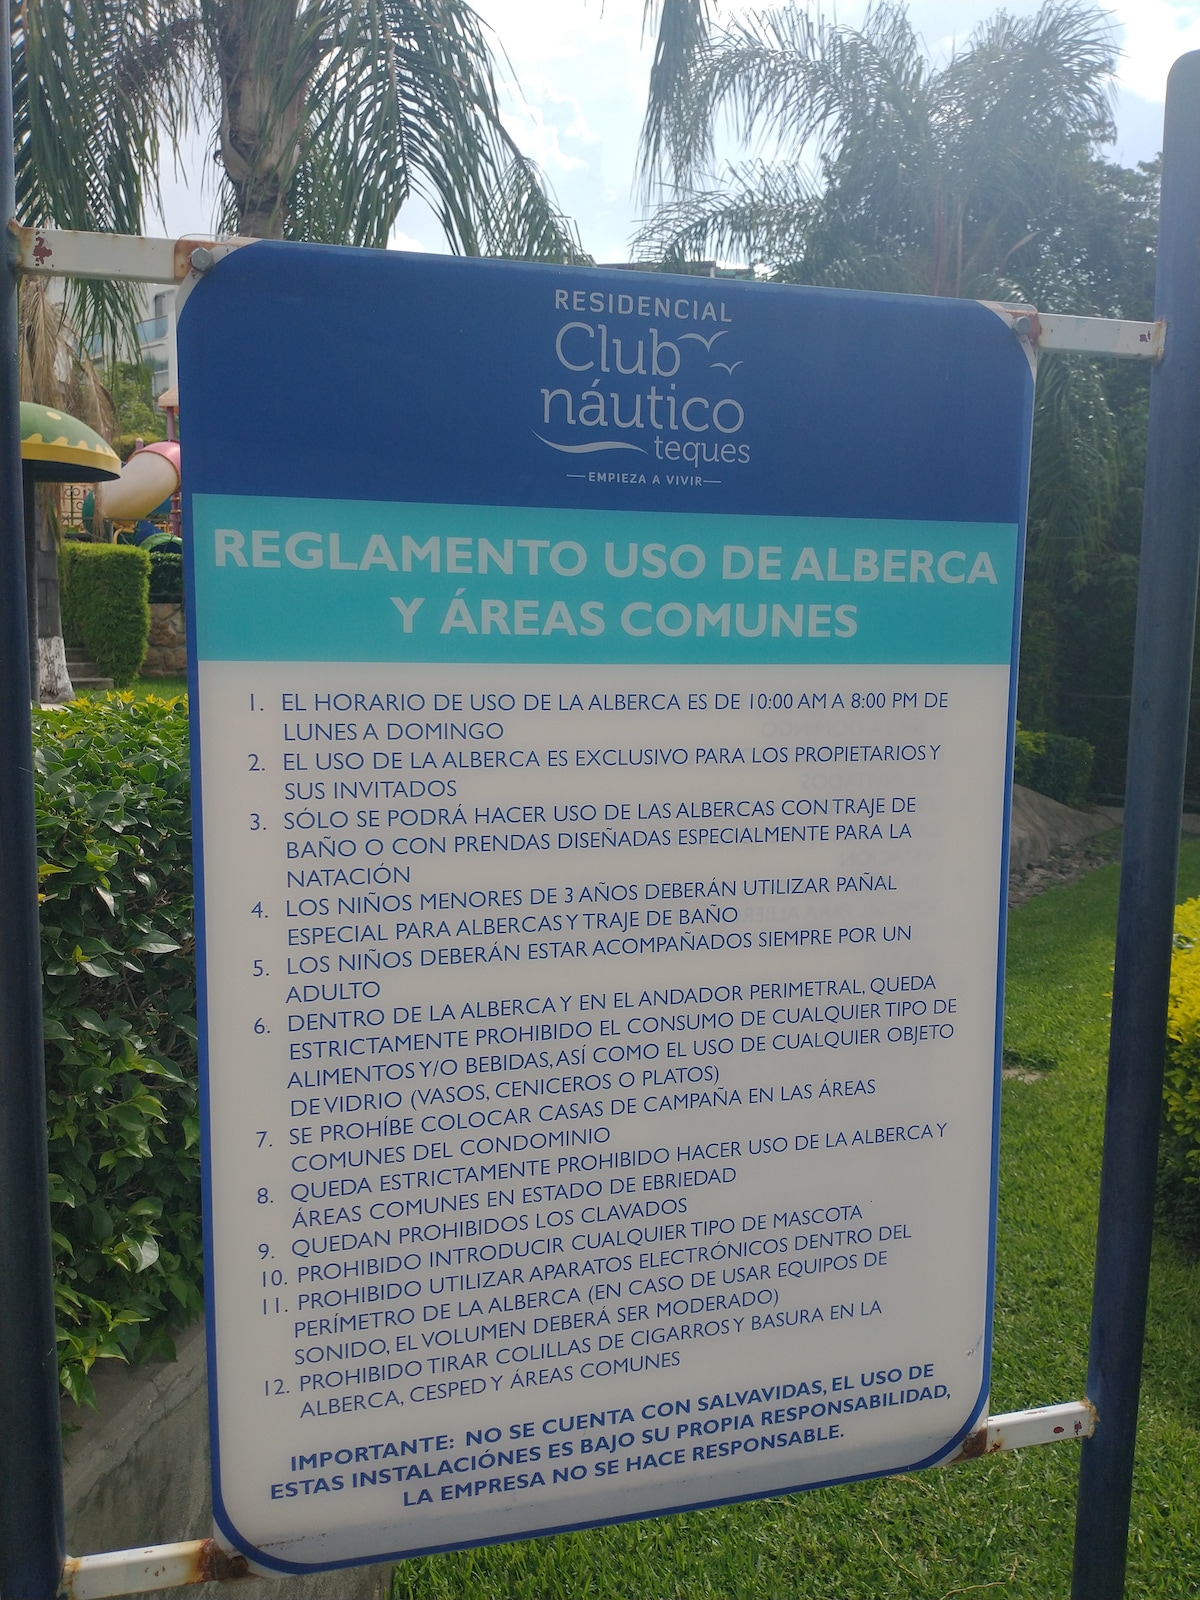 RESIDENCIAL
Club
náutico
teques
EMPIEZA A VIVIR
REGLAMENTO USO DE ALBERCA
Y ÁREAS COMUNES
1. EL HORARIO DE USO DE LA ALBERCA ES DE 10:00 AM A 8:00 PM DE
LUNES A DOMINGO
2. EL USO DE LA ALBERCA ES EXCLUSIVO PARA LOS PROPIETARIOS Y
SUS INVITADOS
3. SÓLO SE PODRÁ HACER USO DE LAS ALBERCAS CON TRAJE DE
BAÑO O CON PRENDAS DISEÑADAS ESPECIALMENTE PARA LA
NATACIÓN
4. LOS NIÑOS MENORES DE 3 AÑOS DEBERÁN UTILIZAR PAÑAL
ESPECIAL PARA ALBERCAS Y TRAJE DE BAÑO
5. LOS NIÑOS DEBERÁN ESTAR ACOMPAÑADOS SIEMPRE POR UN
ADULTO
6. DENTRO DE LA ALBERCA Y EN EL ANDADOR PERIMETRAL, QUEDA
ESTRICTAMENTE PROHIBIDO EL CONSUMO DE CUALQUIER TIPO DE
ALIMENTOS Y/O BEBIDAS, ASÍ COMO EL USO DE CUALQUIER OBJETO
DE VIDRIO (VASOS, CENICEROS O PLATOS)
7. SE PROHÍBE COLOCAR CASAS DE CAMPAÑA EN LAS ÁREAS
COMUNES DEL CONDOMINIO
8. QUEDA ESTRICTAMENTE PROHIBIDO HACER USO DE LA ALBERCA Y
ÁREAS COMUNES EN ESTADO DE EBRIEDAD
9. QUEDAN PROHIBIDOS LOS CLAVADOS
10. PROHIBIDO INTRODUCIR CUALQUIER TIPO DE MASCOTA
11. PROHIBIDO UTILIZAR APARATOS ELECTRÓNICOS DENTRO DEL
PERÍMETRO DE LA ALBERCA (EN CASO DE USAR EQUIPOS DE
SONIDO, EL VOLUMEN DEBERÁ SER MODERADO)
12. PROHIBIDO TIRAR COLILLAS DE CIGARROS Y BASURA EN LA
ALBERCA, CESPED Y ÁREAS COMUNES
IMPORTANTE: NO SE CUENTA CON SALVAVIDAS, EL USO DE
ESTAS INSTALACIÓNES ES BAJO SU PROPIA RESPONSABILIDAD,
LA EMPRESA NO SE HACE RESPONSABLE.